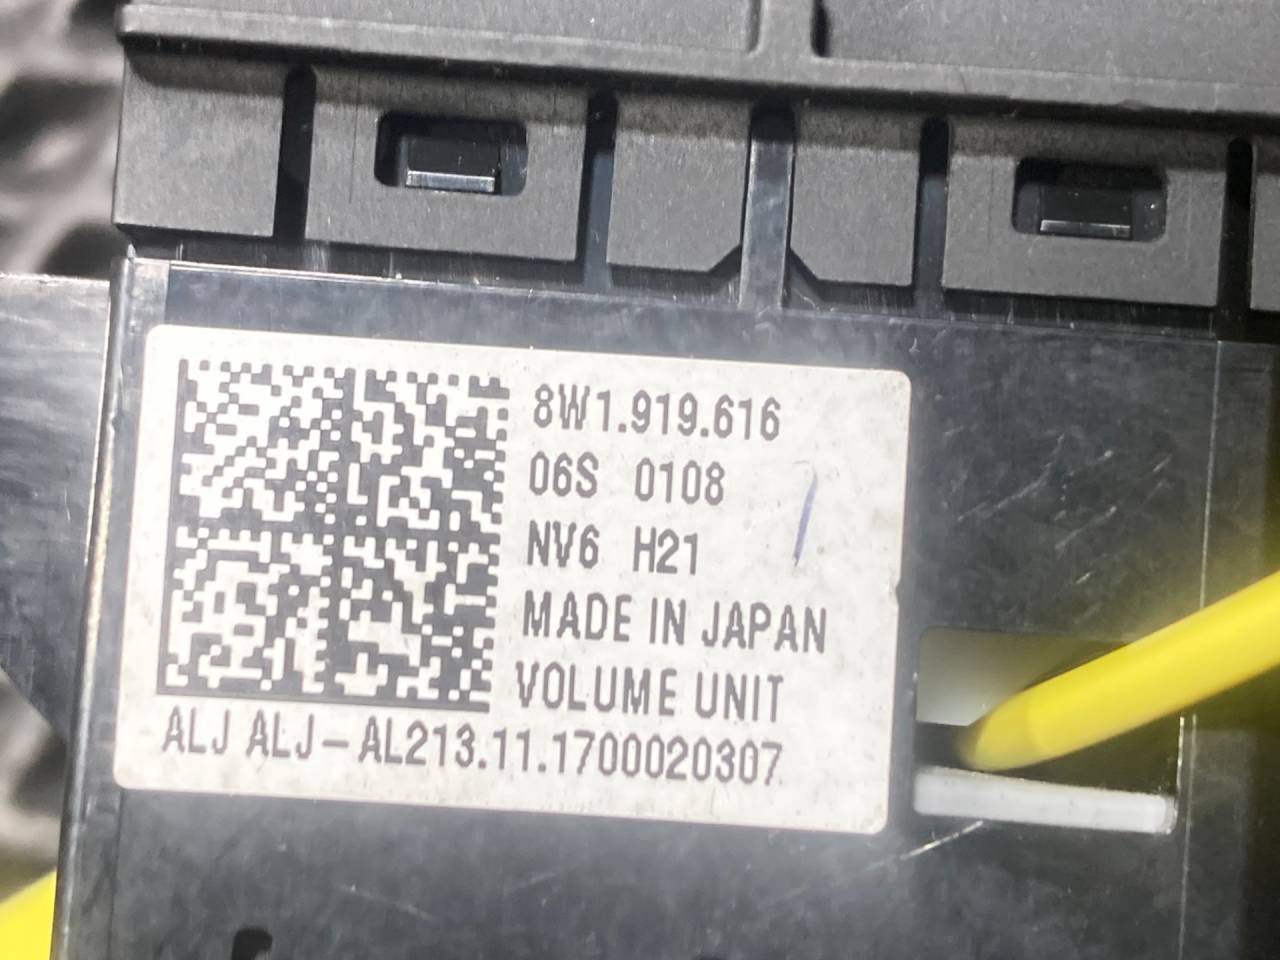 8W1.919.616
06S 0108
NV6 H21
MADE IN JAPAN
VOLUME UNIT
ALJ ALJ-AL213.11.1700020307